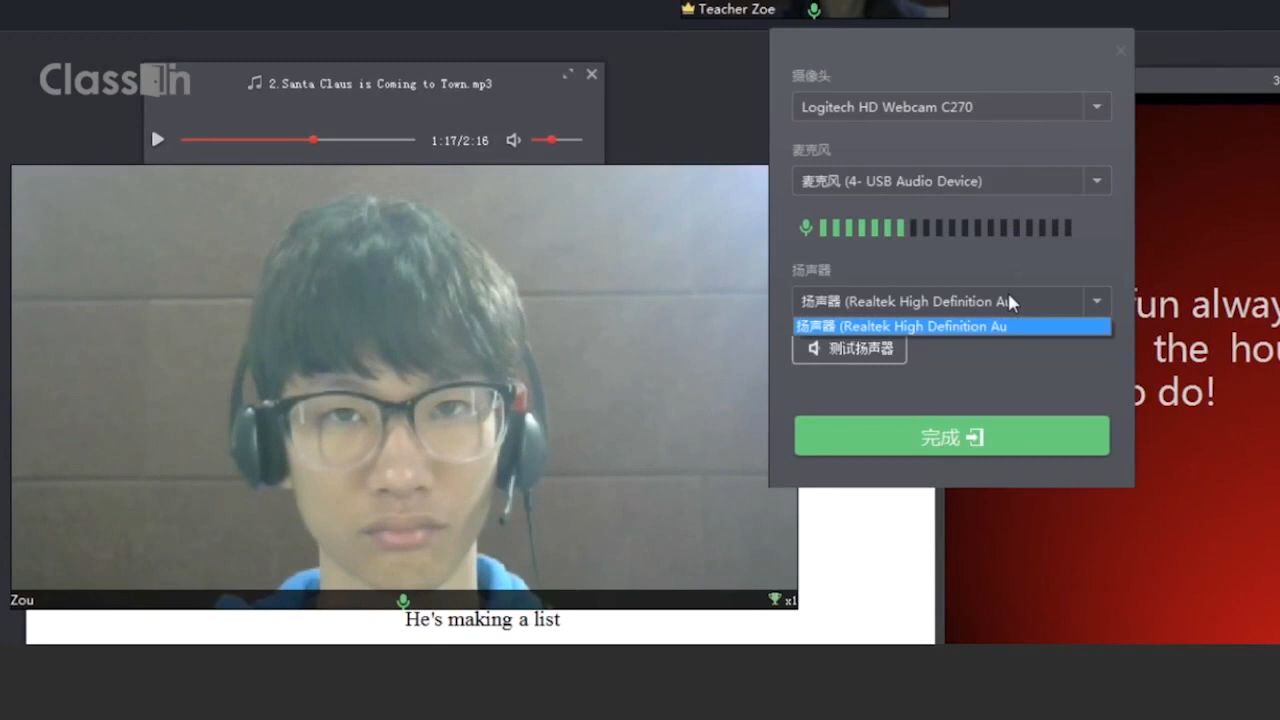 Teacher Zoe
ClassIn
2.Santa Claus is Coming to Town.mp3
1:17/2:16
摄像头
Logitech HD Webcam C270
麦克风
麦克风 (4- USB Audio Device)
扬声器
扬声器 (Realtek High Definition Au
扬声器 (Realtek High Definition Au
测试扬声器
完成
3
fun alway
the hou
o do!
Zou
x1
He's making a list